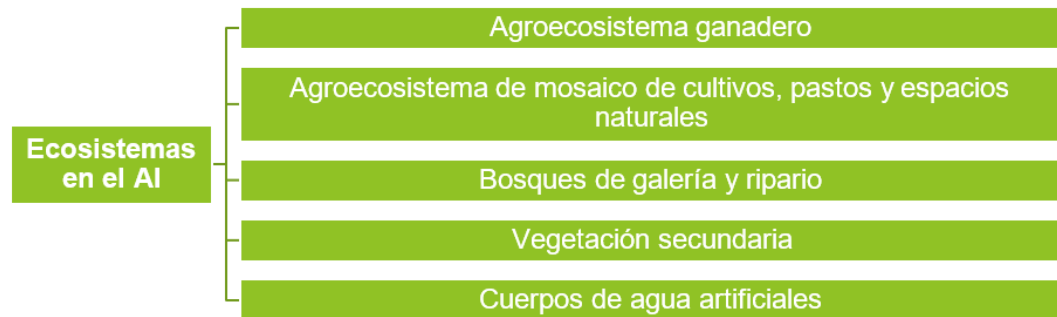 Agroecosistema ganadero
Agroecosistema de mosaico de cultivos, pastos y espacios
naturales
Ecosistemas
en el AI
Bosques de galería y ripario
Vegetación secundaria
Cuerpos de agua artificiales